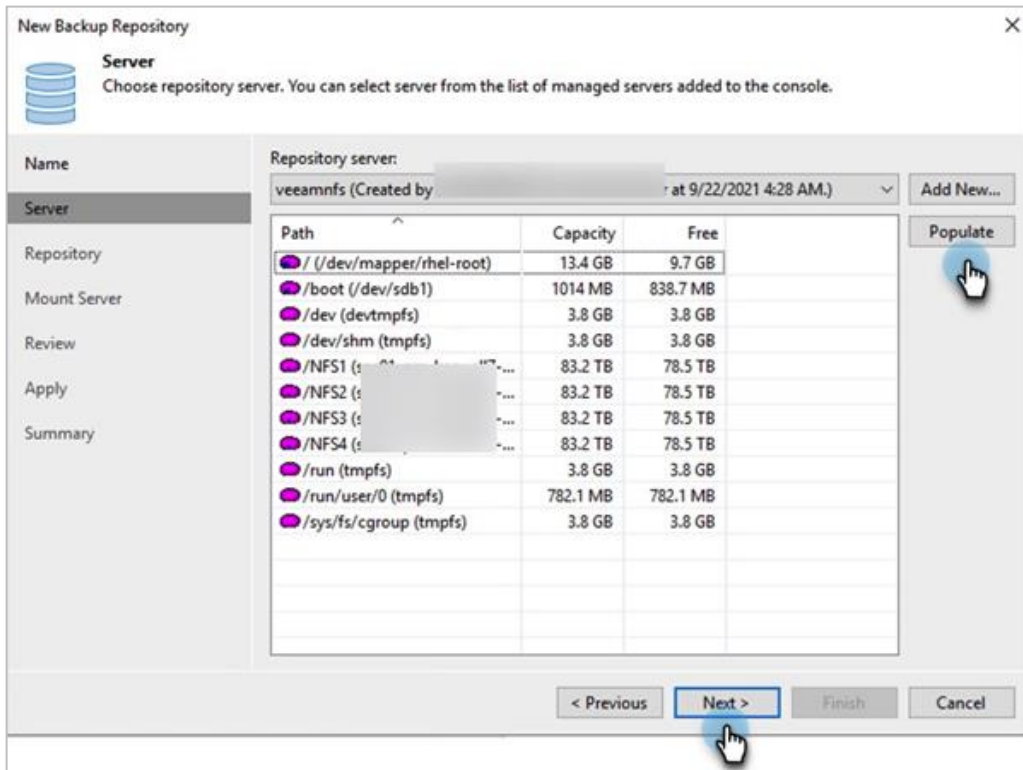 New Backup Repository
Server
Choose repository server. You can select server from the list of managed servers added to the console.
Name
Server
Repository
Mount Server
Review
Apply
Summary
Repository server:
veeamnfs (Created by r at 9/22/2021 4:28 AM.)
Add New...
Populate
Path Capacity Free
/ (/dev/mapper/rhel-root) 13.4 GB 9.7 GB
/boot (/dev/sdb1) 1014 MB 838.7 MB
/dev (devtmpfs) 3.8 GB 3.8 GB
/dev/shm (tmpfs) 3.8 GB 3.8 GB
/NFS1 ( -... 83.2 TB 78.5 TB
/NFS2 ( -... 83.2 TB 78.5 TB
/NFS3 ( -... 83.2 TB 78.5 TB
/NFS4 ( -... 83.2 TB 78.5 TB
/run (tmpfs) 3.8 GB 3.8 GB
/run/user/0 (tmpfs) 782.1 MB 782.1 MB
/sys/fs/cgroup (tmpfs) 3.8 GB 3.8 GB
< Previous Next > Finish Cancel